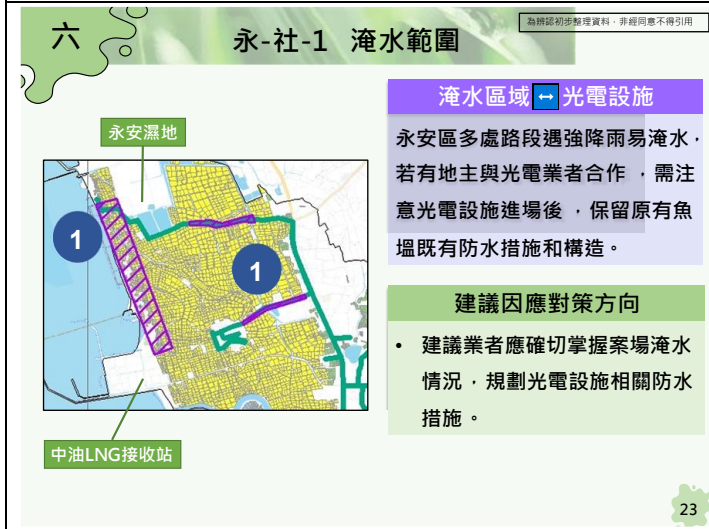 六
永-社-1 淹水範圍
為辨認初步整理資料，非經同意不得引用
淹水區域↔光電設施
永安濕地
永安區多處路段遇強降雨易淹水，
若有地主與光電業者合作，需注
意光電設施進場後，保留原有魚
塭既有防水措施和構造。
1
1
建議因應對策方向
• 建議業者應確切掌握案場淹水
情況，規劃光電設施相關防水
措施。
中油LNG接收站
23